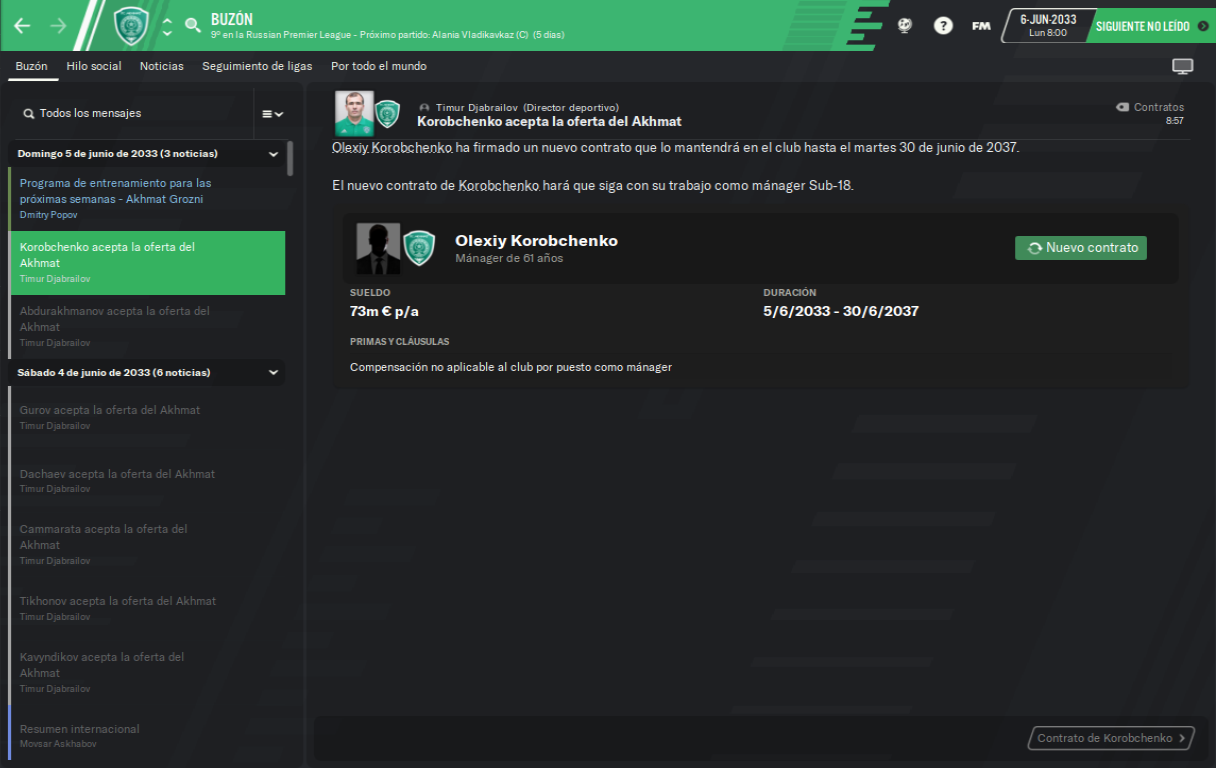 BUZÓN
9º en la Russian Premier League - Próximo partido: Alania Vladikavkaz (C) (5 días)
?
FM
6-JUN-2033
Lun 8:00
SIGUIENTE NO LEÍDO
Buzón
Hilo social
Noticias
Seguimiento de ligas
Por todo el mundo
Todos los mensajes
Domingo 5 de junio de 2033 (3 noticias)
Programa de entrenamiento para las
próximas semanas - Akhmat Grozni
Dmitry Popov
Korobchenko acepta la oferta del
Akhmat
Timur Djabrailov
Abdurakhmanov acepta la oferta del
Akhmat
Timur Djabrailov
Sábado 4 de junio de 2033 (6 noticias)
Gurov acepta la oferta del Akhmat
Timur Djabrailov
Dachaev acepta la oferta del Akhmat
Timur Djabrailov
Cammarata acepta la oferta del
Akhmat
Timur Djabrailov
Tikhonov acepta la oferta del Akhmat
Timur Djabrailov
Kavyndikov acepta la oferta del
Akhmat
Timur Djabrailov
Resumen internacional
Movsar Askhabov
Timur Djabrailov (Director deportivo)
Korobchenko acepta la oferta del Akhmat
Contratos
8:57
Olexiy Korobchenko ha firmado un nuevo contrato que lo mantendrá en el club hasta el martes 30 de junio de 2037.
El nuevo contrato de Korobchenko hará que siga con su trabajo como mánager Sub-18.
Olexiy Korobchenko
Mánager de 61 años
Nuevo contrato
SUELDO
73m € p/a
DURACIÓN
5/6/2033 - 30/6/2037
PRIMAS Y CLÁUSULAS
Compensación no aplicable al club por puesto como mánager
Contrato de Korobchenko